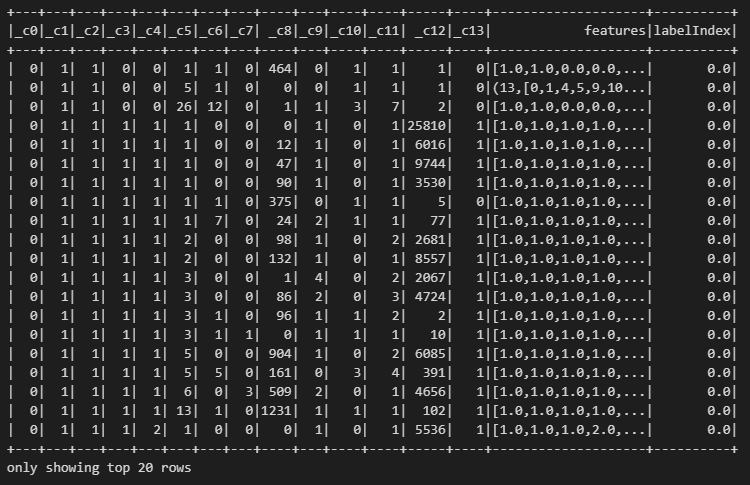 +---+---+---+---+---+---+---+---+----+---+----+----+-----+----+--------------------+----------+
|_c0|_c1|_c2|_c3|_c4|_c5|_c6|_c7| _c8|_c9|_c10|_c11| _c12|_c13|            features|labelIndex|
+---+---+---+---+---+---+---+---+----+---+----+----+-----+----+--------------------+----------+
|  0|  1|  1|  0|  0|  1|  1|  0| 464|  0|   1|   1|    1|   0|[1.0,1.0,0.0,0.0,...|       0.0|
|  0|  1|  1|  0|  0|  5|  1|  0|   0|  0|   1|   1|    1|   0|(13,[0,1,4,5,9,10...|       0.0|
|  0|  1|  1|  0|  0| 26| 12|  0|   1|  1|   3|   7|    2|   0|[1.0,1.0,0.0,0.0,...|       0.0|
|  0|  1|  1|  1|  1|  1|  0|  0|   0|  1|   0|   1|25810|   1|[1.0,1.0,1.0,1.0,...|       0.0|
|  0|  1|  1|  1|  1|  1|  0|  0|  12|  1|   0|   1| 6016|   1|[1.0,1.0,1.0,1.0,...|       0.0|
|  0|  1|  1|  1|  1|  1|  0|  0|  47|  1|   0|   1| 9744|   1|[1.0,1.0,1.0,1.0,...|       0.0|
|  0|  1|  1|  1|  1|  1|  0|  0|  90|  1|   0|   1| 3530|   1|[1.0,1.0,1.0,1.0,...|       0.0|
|  0|  1|  1|  1|  1|  1|  1|  0| 375|  0|   1|   1|    5|   0|[1.0,1.0,1.0,1.0,...|       0.0|
|  0|  1|  1|  1|  1|  1|  7|  0|  24|  2|   1|   1|   77|   1|[1.0,1.0,1.0,1.0,...|       0.0|
|  0|  1|  1|  1|  1|  2|  0|  0|  98|  1|   0|   2| 2681|   1|[1.0,1.0,1.0,1.0,...|       0.0|
|  0|  1|  1|  1|  1|  2|  0|  0| 132|  1|   0|   1| 8557|   1|[1.0,1.0,1.0,1.0,...|       0.0|
|  0|  1|  1|  1|  1|  3|  0|  0|   1|  4|   0|   2| 2067|   1|[1.0,1.0,1.0,1.0,...|       0.0|
|  0|  1|  1|  1|  1|  3|  0|  0|  86|  2|   0|   3| 4724|   1|[1.0,1.0,1.0,1.0,...|       0.0|
|  0|  1|  1|  1|  1|  3|  1|  0|  96|  1|   1|   2|    2|   1|[1.0,1.0,1.0,1.0,...|       0.0|
|  0|  1|  1|  1|  1|  3|  1|  1|   0|  1|   1|   1|   10|   1|[1.0,1.0,1.0,1.0,...|       0.0|
|  0|  1|  1|  1|  1|  5|  0|  0| 904|  1|   0|   2| 6085|   1|[1.0,1.0,1.0,1.0,...|       0.0|
|  0|  1|  1|  1|  1|  5|  5|  0| 161|  0|   3|   4|  391|   1|[1.0,1.0,1.0,1.0,...|       0.0|
|  0|  1|  1|  1|  1|  6|  0|  3| 509|  2|   0|   1| 4656|   1|[1.0,1.0,1.0,1.0,...|       0.0|
|  0|  1|  1|  1|  1| 13|  1|  0|1231|  1|   1|   1|  102|   1|[1.0,1.0,1.0,1.0,...|       0.0|
|  0|  1|  1|  1|  2|  1|  0|  0|   0|  1|   0|   1| 5536|   1|[1.0,1.0,1.0,2.0,...|       0.0|
+---+---+---+---+---+---+---+---+----+---+----+----+-----+----+--------------------+----------+
only showing top 20 rows